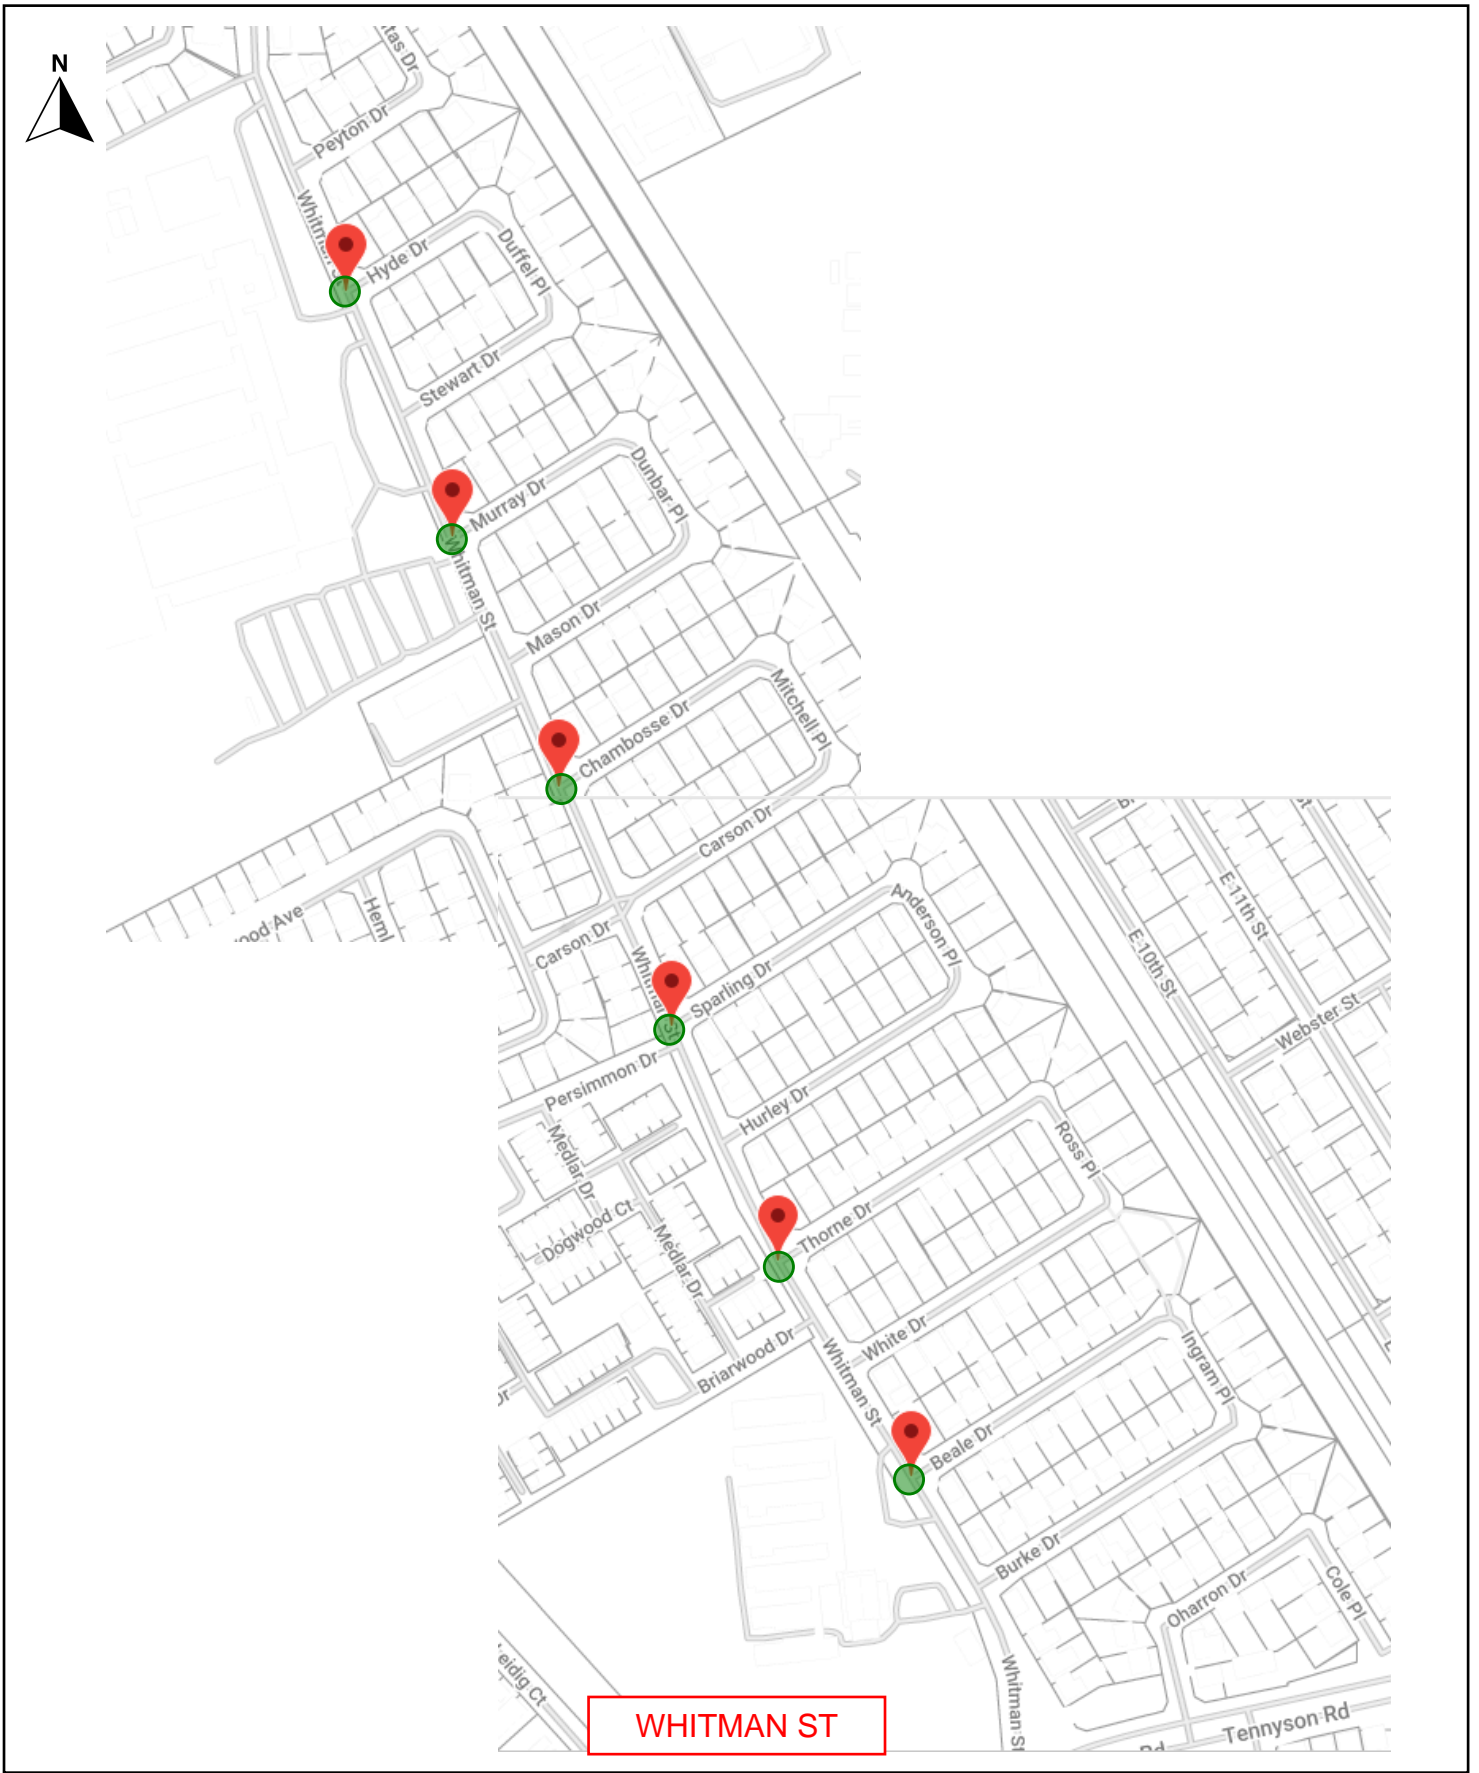 N
Peyton Dr
Hyde Dr
Duffel Pl
Stewart Dr
Murray Dr
Dunbar Pl
Whitman St
Mason Dr
Chambosse Dr
Mitchell Pl
Carson Dr
Anderson Pl
E 11th St
E 10th St
Carson Dr
Sparling Dr
Webster St
Persimmon Dr
Hurley Dr
Medlar Dr
Ross Pl
Dogwood Ct
Thorne Dr
Medlar Dr
White Dr
Briarwood Dr
Whitman St
Ingram Pl
Beale Dr
Burke Dr
Oharron Dr
Cole Pl
Whitman St
Tennyson Rd
Rd
WHITMAN ST